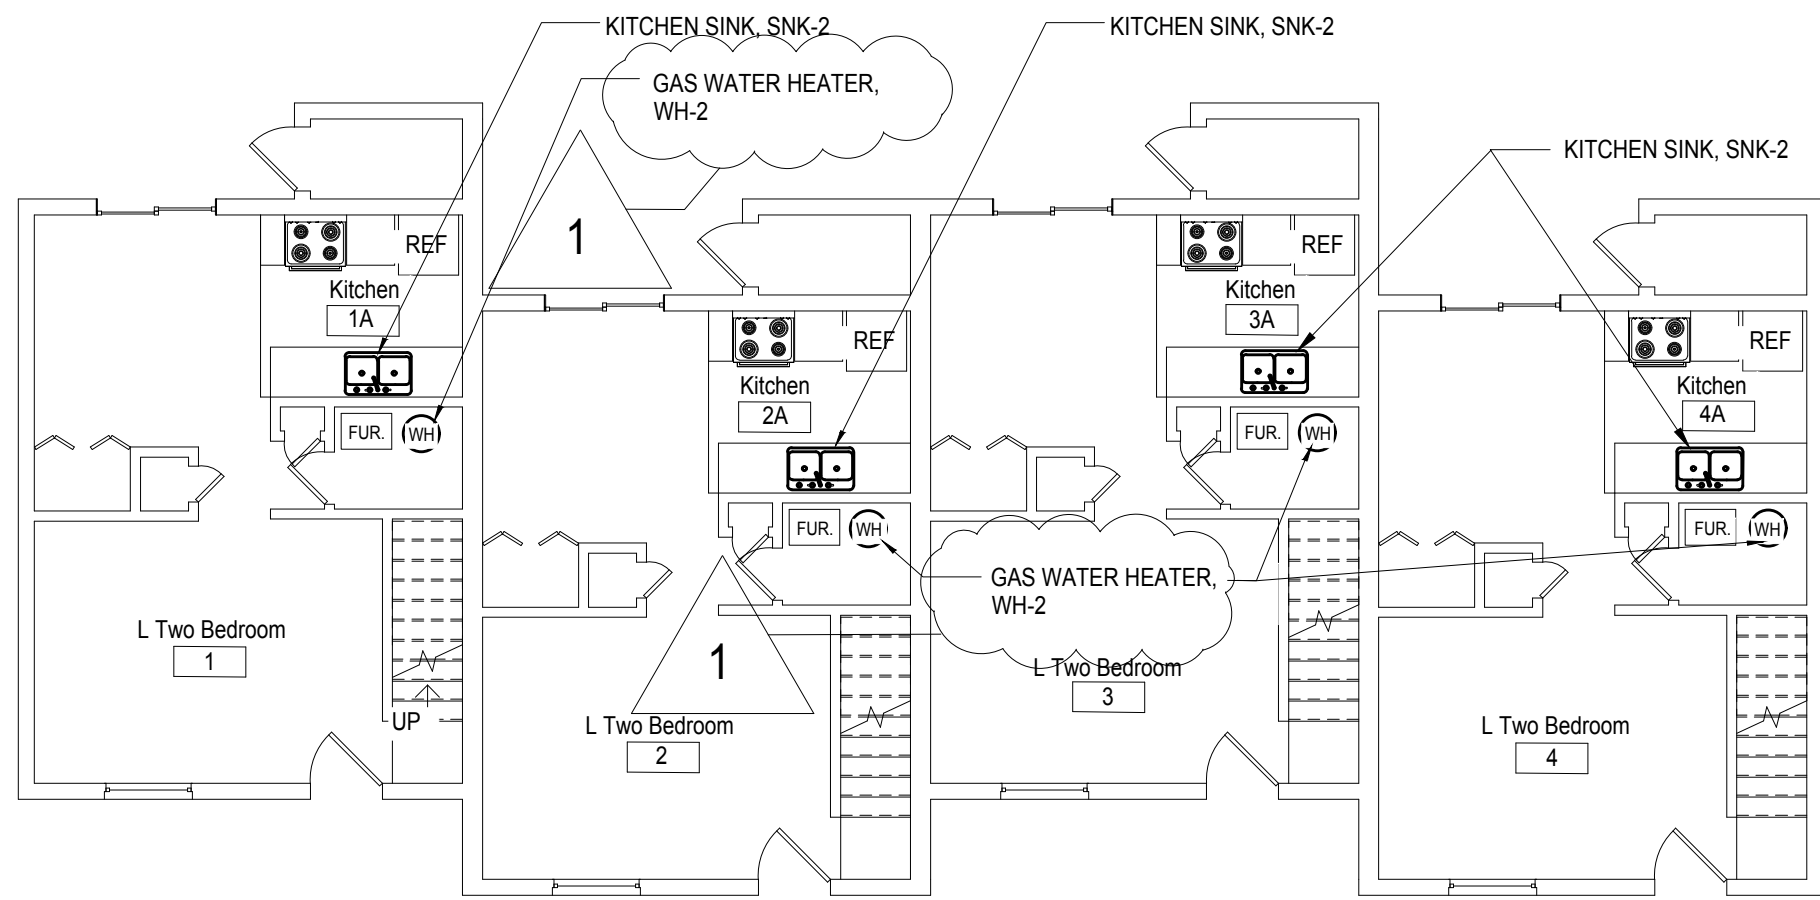 KITCHEN SINK, SNK-2
KITCHEN SINK, SNK-2
GAS WATER HEATER,
WH-2
KITCHEN SINK, SNK-2
1
REF
REF
Kitchen
1A
Kitchen
3A
REF
REF
Kitchen
2A
Kitchen
4A
FUR.
WH
FUR.
WH
FUR.
WH
FUR.
WH
GAS WATER HEATER,
WH-2
L Two Bedroom
1
1
L Two Bedroom
3
UP
L Two Bedroom
2
L Two Bedroom
4